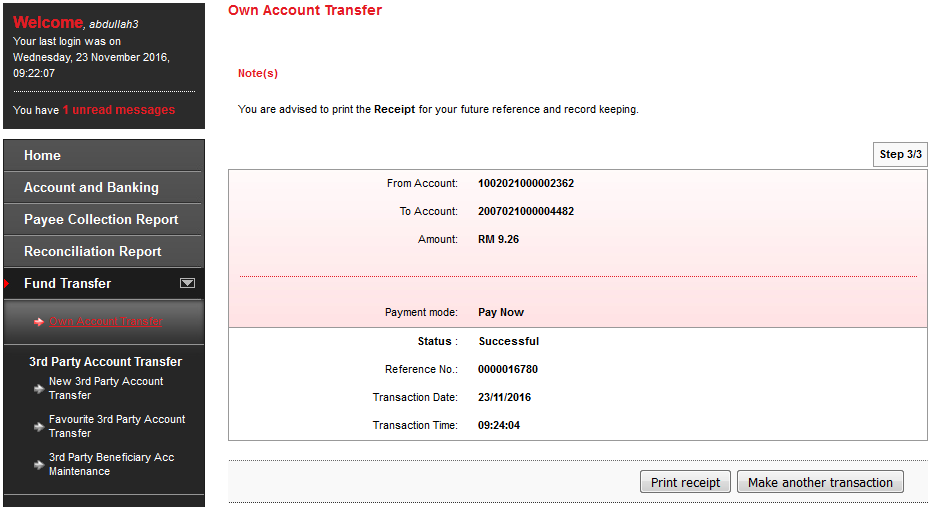 Welcome, abdullah3
Your last login was on
Wednesday, 23 November 2016,
09:22:07
You have 1 unread messages
Home
Account and Banking
Payee Collection Report
Reconciliation Report
Fund Transfer
Own Account Transfer
3rd Party Account Transfer
New 3rd Party Account
Transfer
Favourite 3rd Party Account
Transfer
3rd Party Beneficiary Acc
Maintenance
Own Account Transfer
Note(s)
You are advised to print the Receipt for your future reference and record keeping.
Step 3/3
From Account: 1002021000002362
To Account: 2007021000004482
Amount: RM 9.26
Payment mode: Pay Now
Status : Successful
Reference No.: 0000016780
Transaction Date: 23/11/2016
Transaction Time: 09:24:04
Print receipt Make another transaction